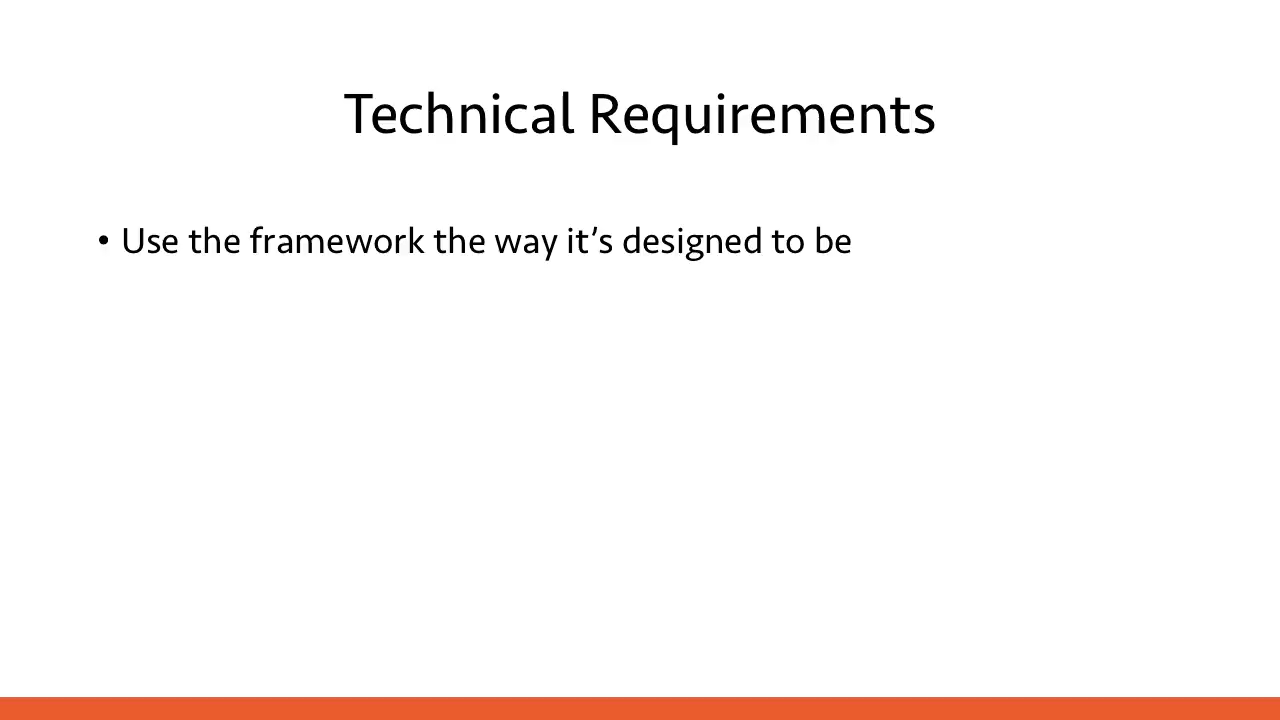 Technical Requirements
• Use the framework the way it’s designed to be